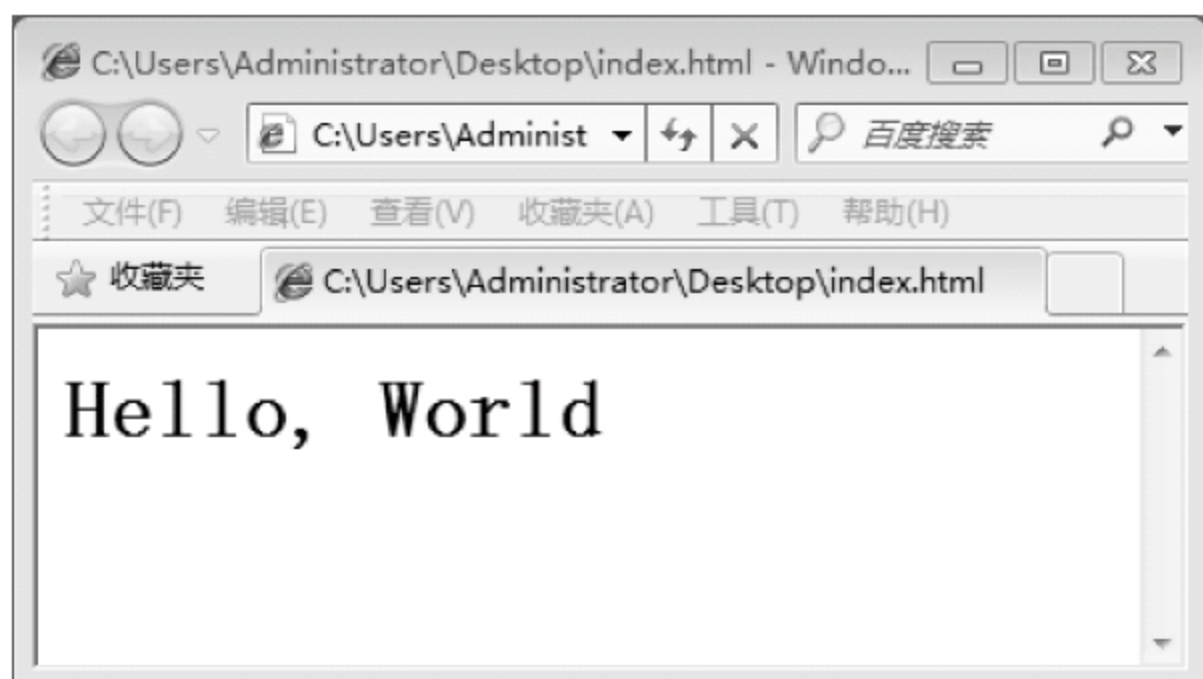 C:\Users\Administrator\Desktop\index.html - Windo...
C:\Users\Administ 百度搜索
文件(F) 编辑(E) 查看(V) 收藏夹(A) 工具(T) 帮助(H)
收藏夹 C:\Users\Administrator\Desktop\index.html
Hello, World